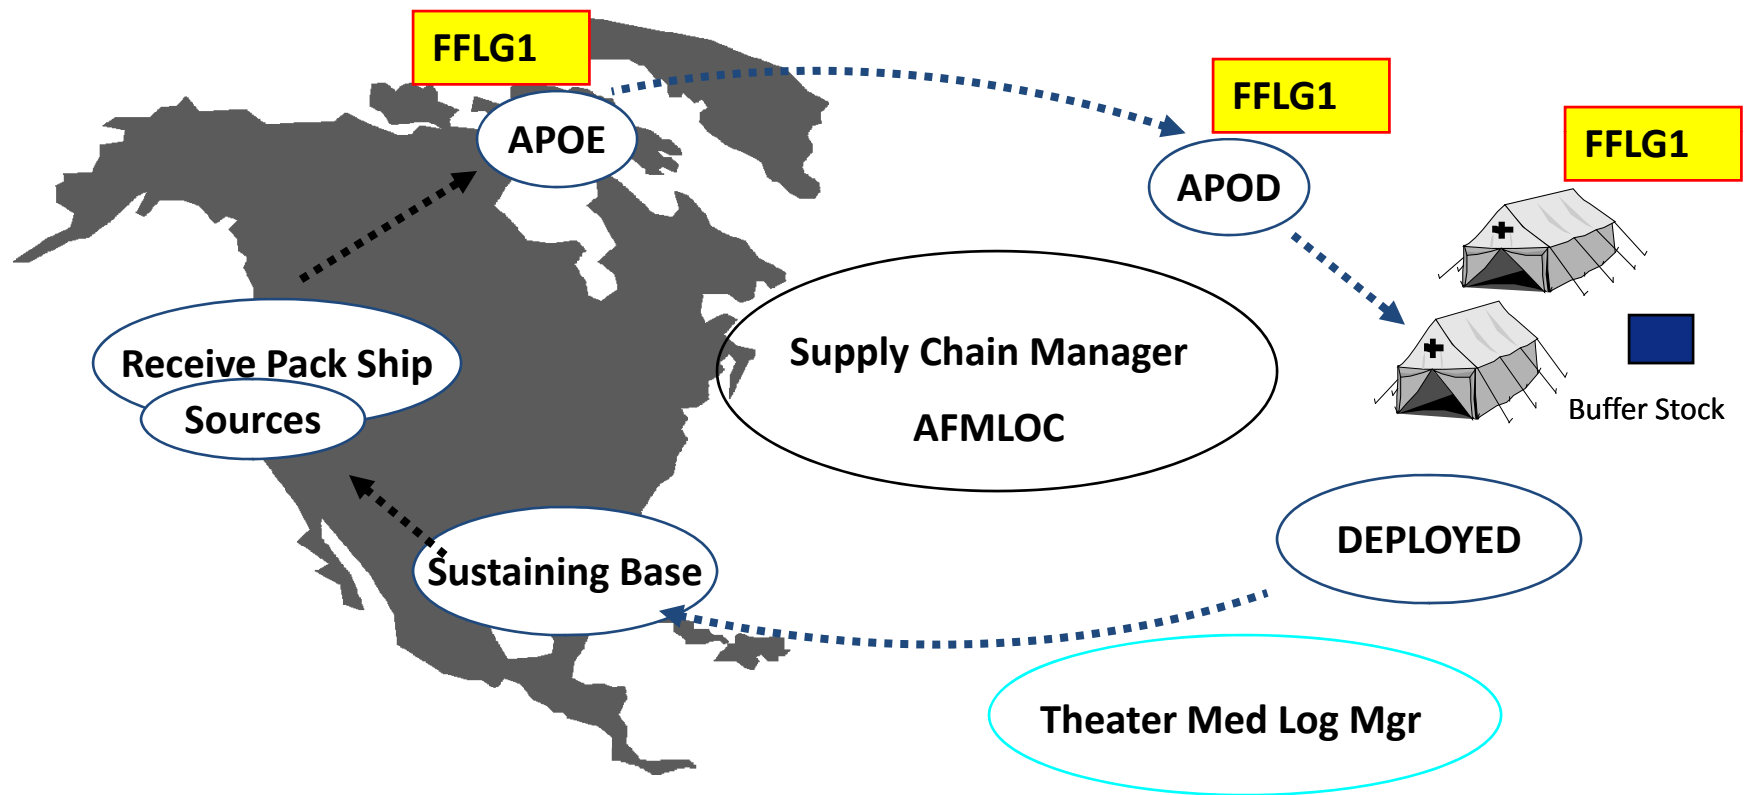 FFLG1
APOE
FFLG1
APOD
FFLG1
Receive Pack Ship
Sources
Supply Chain Manager
AFMLOC
Buffer Stock
Sustaining Base
DEPLOYED
Theater Med Log Mgr